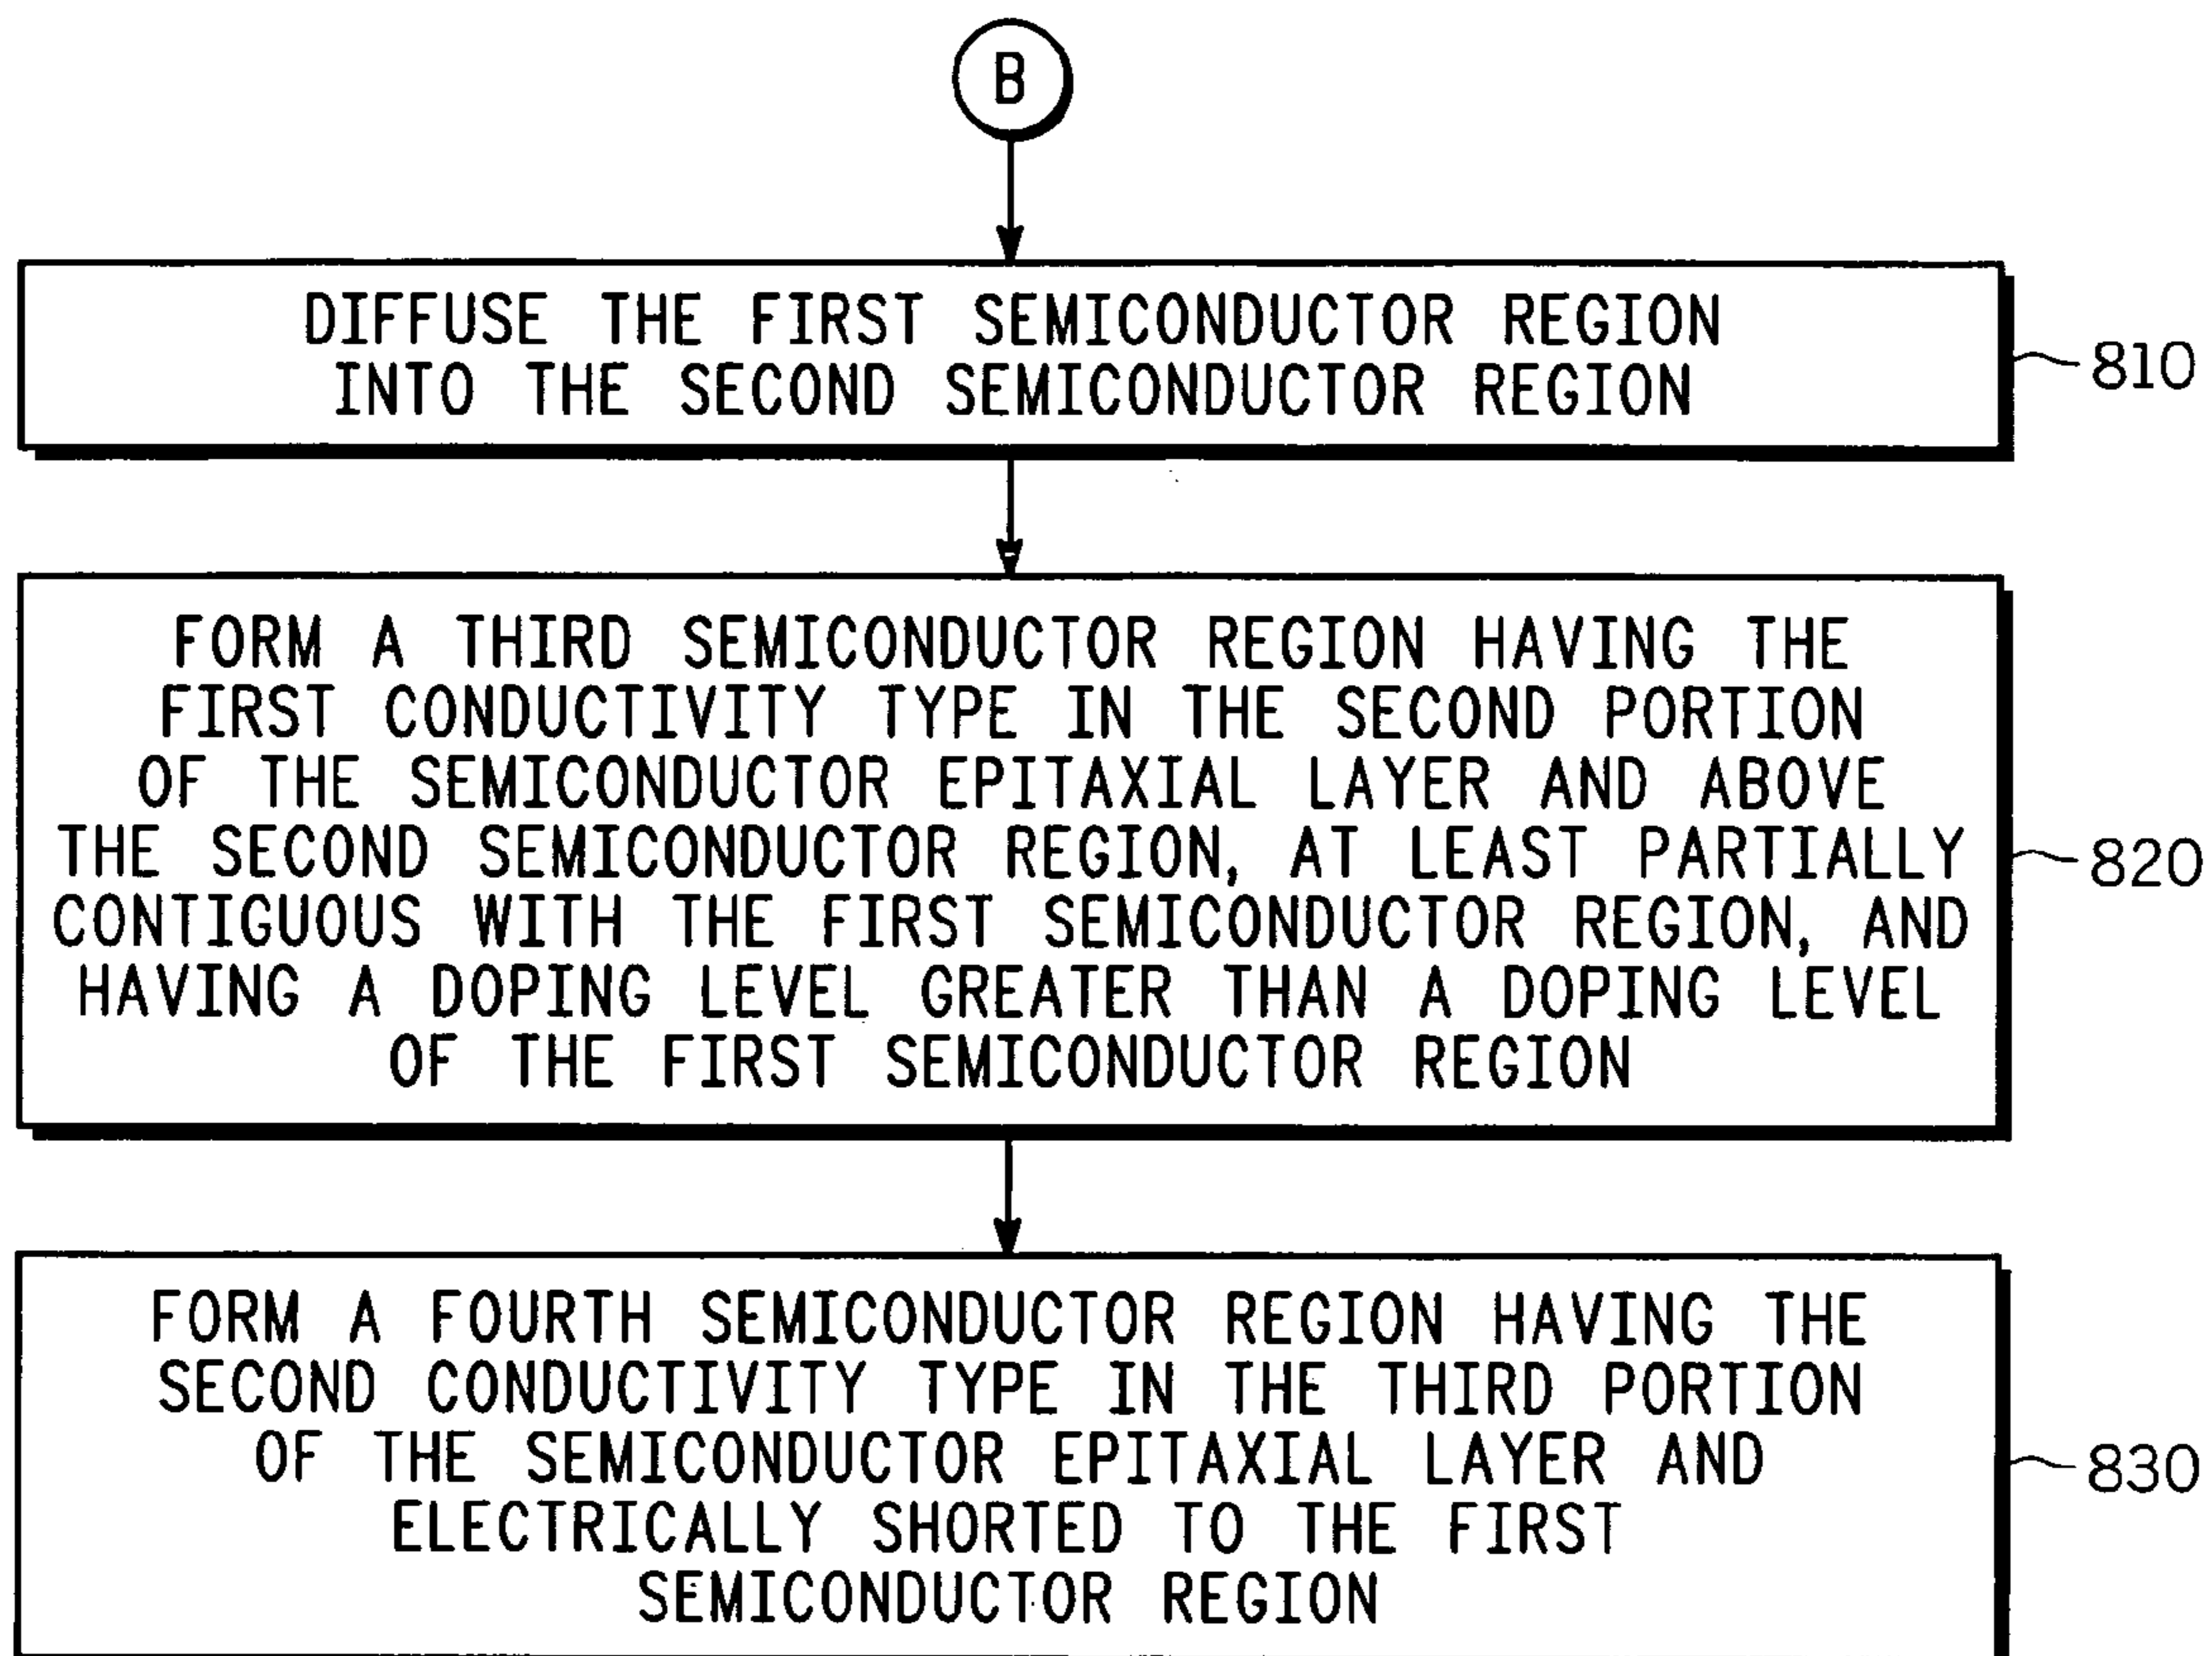 B
DIFFUSE THE FIRST SEMICONDUCTOR REGION
INTO THE SECOND SEMICONDUCTOR REGION
810
FORM A THIRD SEMICONDUCTOR REGION HAVING THE
FIRST CONDUCTIVITY TYPE IN THE SECOND PORTION
OF THE SEMICONDUCTOR EPITAXIAL LAYER AND ABOVE
THE SECOND SEMICONDUCTOR REGION, AT LEAST PARTIALLY
CONTIGUOUS WITH THE FIRST SEMICONDUCTOR REGION, AND
HAVING A DOPING LEVEL GREATER THAN A DOPING LEVEL
OF THE FIRST SEMICONDUCTOR REGION
820
FORM A FOURTH SEMICONDUCTOR REGION HAVING THE
SECOND CONDUCTIVITY TYPE IN THE THIRD PORTION
OF THE SEMICONDUCTOR EPITAXIAL LAYER AND
ELECTRICALLY SHORTED TO THE FIRST
SEMICONDUCTOR REGION
830